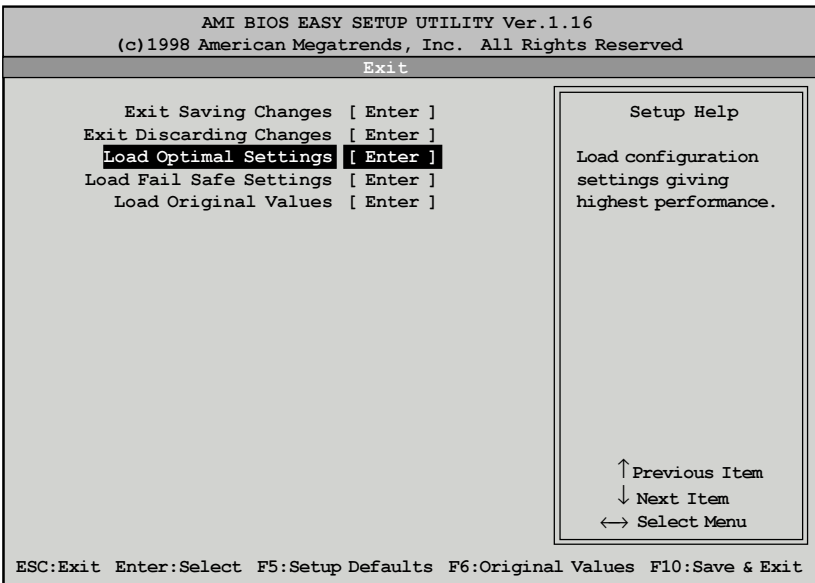 AMI BIOS EASY SETUP UTILITY Ver.1.16
(c)1998 American Megatrends, Inc. All Rights Reserved
Exit
Exit Saving Changes [ Enter ]
Exit Discarding Changes [ Enter ]
Load Optimal Settings [ Enter ]
Load Fail Safe Settings [ Enter ]
Load Original Values [ Enter ]
Setup Help
Load configuration
settings giving
highest performance.
↑ Previous Item
↓ Next Item
↔ Select Menu
ESC:Exit Enter:Select F5:Setup Defaults F6:Original Values F10:Save & Exit